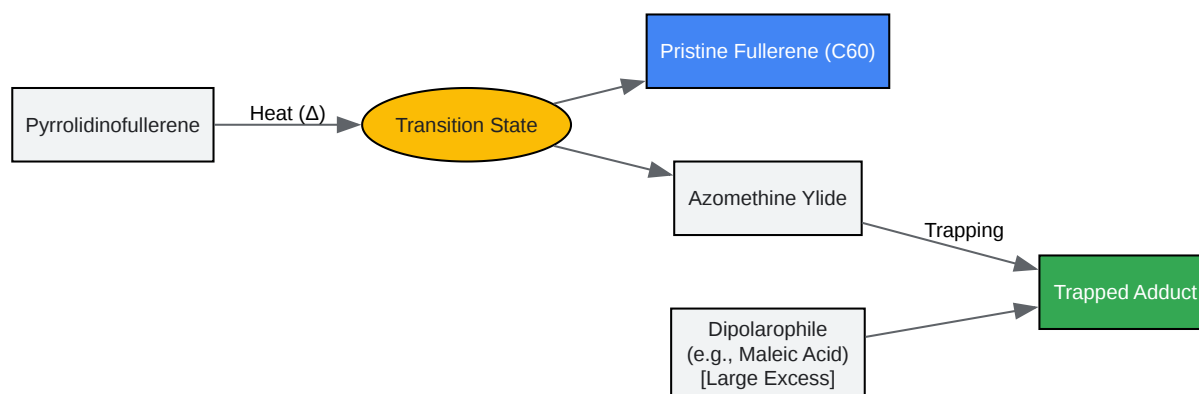 Pristine Fullerene (C60)
Pyrrolidinofullerene
Heat (Δ)
Transition State
Azomethine Ylide
Trapping
Trapped Adduct
Dipolarophile
(e.g., Maleic Acid)
[Large Excess]